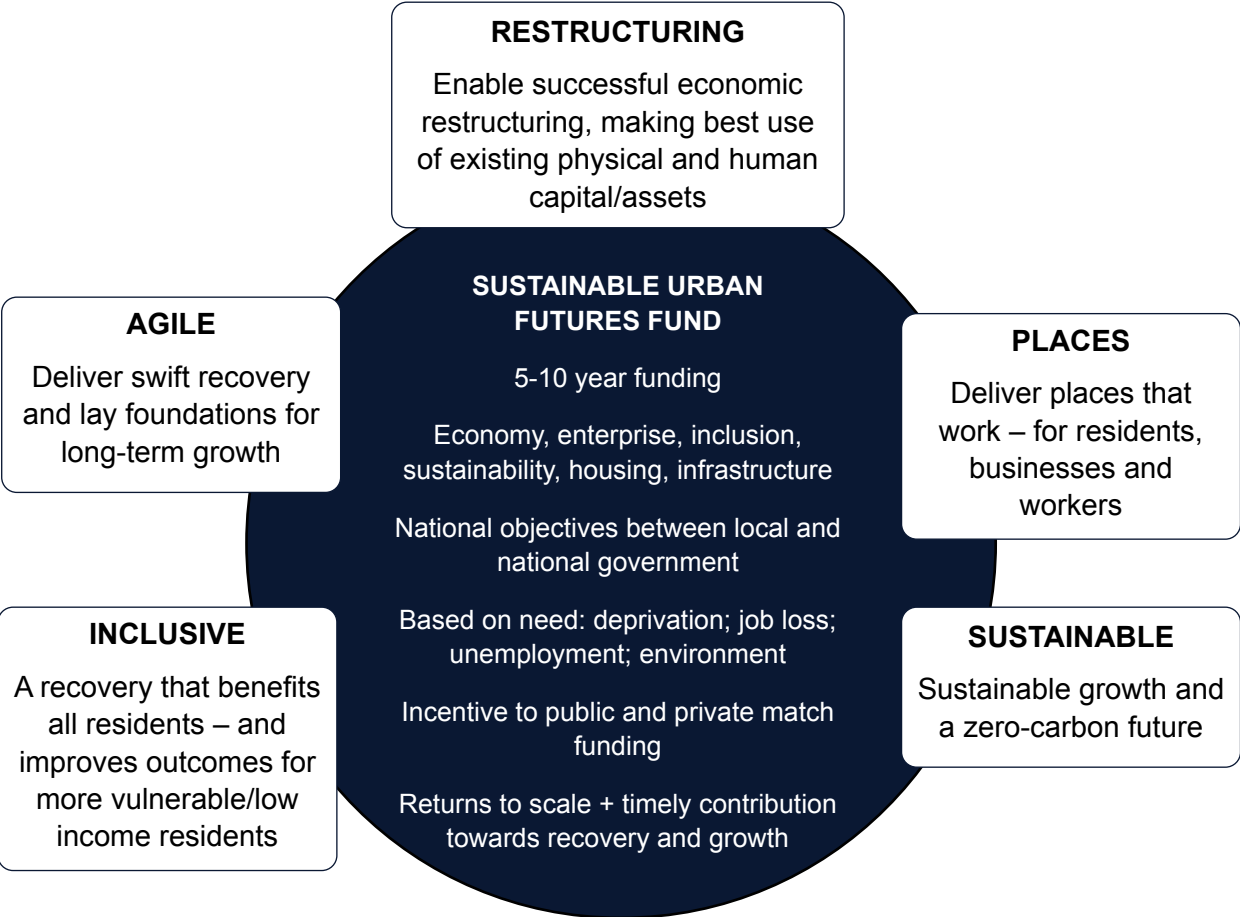 RESTRUCTURING
Enable successful economic
restructuring, making best use
of existing physical and human
capital/assets
SUSTAINABLE URBAN
FUTURES FUND
5-10 year funding
Economy, enterprise, inclusion,
sustainability, housing, infrastructure
National objectives between local and
national government
Based on need: deprivation; job loss;
unemployment; environment
Incentive to public and private match
funding
Returns to scale + timely contribution
towards recovery and growth
AGILE
Deliver swift recovery
and lay foundations for
long-term growth
PLACES
Deliver places that
work – for residents,
businesses and
workers
INCLUSIVE
A recovery that benefits
all residents – and
improves outcomes for
more vulnerable/low
income residents
SUSTAINABLE
Sustainable growth and
a zero-carbon future